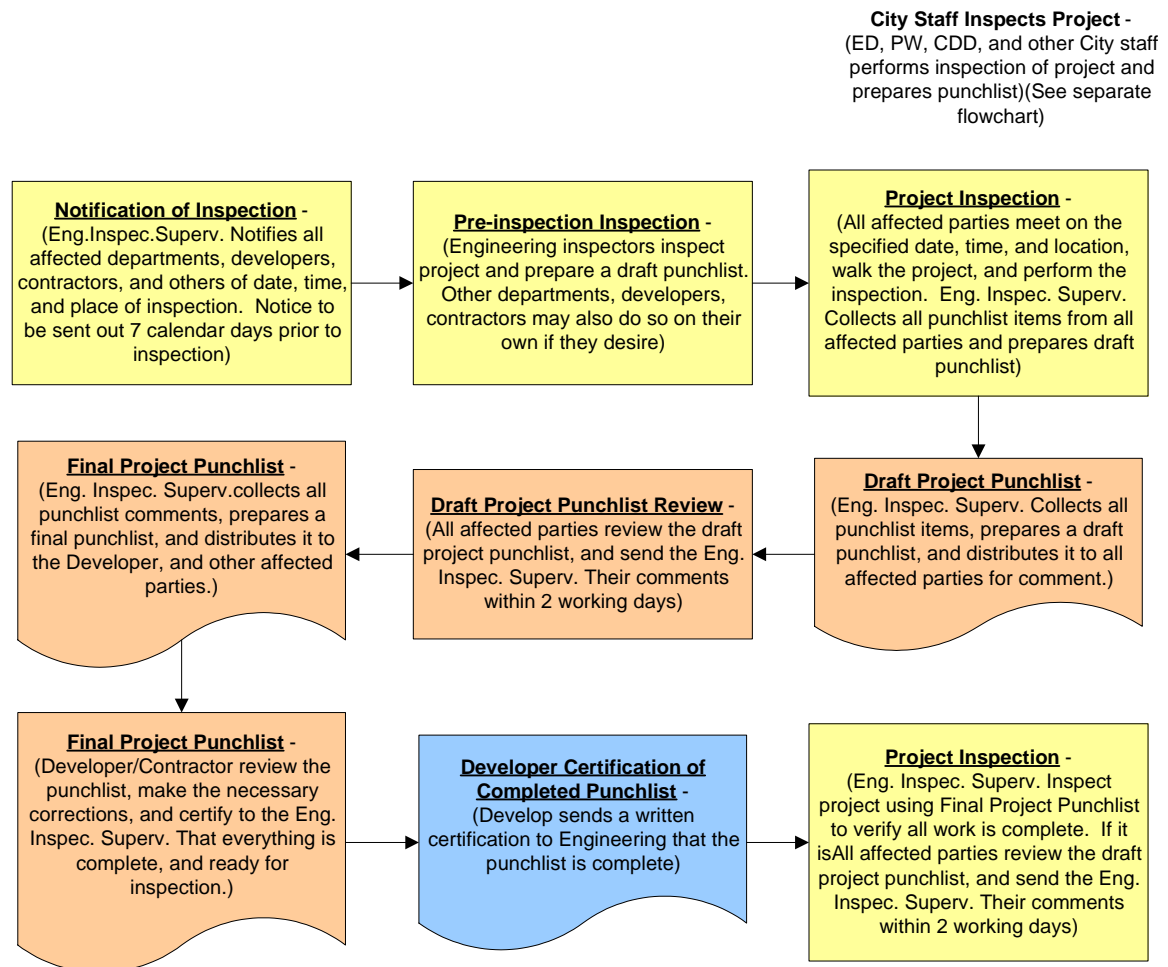 City Staff Inspects Project -
(ED, PW, CDD, and other City staff
performs inspection of project and
prepares punchlist)(See separate
flowchart)
Notification of Inspection -
(Eng.Inspec.Superv. Notifies all
affected departments, developers,
contractors, and others of date, time,
and place of inspection.  Notice to
be sent out 7 calendar days prior to
inspection)
Pre-inspection Inspection -
(Engineering inspectors inspect
project and prepare a draft punchlist.
Other departments, developers,
contractors may also do so on their
own if they desire)
Project Inspection -
(All affected parties meet on the
specified date, time, and location,
walk the project, and perform the
inspection.  Eng. Inspec. Superv.
Collects all punchlist items from all
affected parties and prepares draft
punchlist)
Draft Project Punchlist -
(Eng. Inspec. Superv. Collects all
punchlist items, prepares a draft
punchlist, and distributes it to all
affected parties for comment.)
Draft Project Punchlist Review -
(All affected parties review the draft
project punchlist, and send the Eng.
Inspec. Superv. Their comments
within 2 working days)
Final Project Punchlist -
(Eng. Inspec. Superv.collects all
punchlist comments, prepares a
final punchlist, and distributes it to
the Developer, and other affected
parties.)
Final Project Punchlist -
(Developer/Contractor review the
punchlist, make the necessary
corrections, and certify to the Eng.
Inspec. Superv. That everything is
complete, and ready for
inspection.)
Developer Certification of
Completed Punchlist -
(Develop sends a written
certification to Engineering that the
punchlist is complete)
Project Inspection -
(Eng. Inspec. Superv. Inspect
project using Final Project Punchlist
to verify all work is complete.  If it
isAll affected parties review the draft
project punchlist, and send the Eng.
Inspec. Superv. Their comments
within 2 working days)